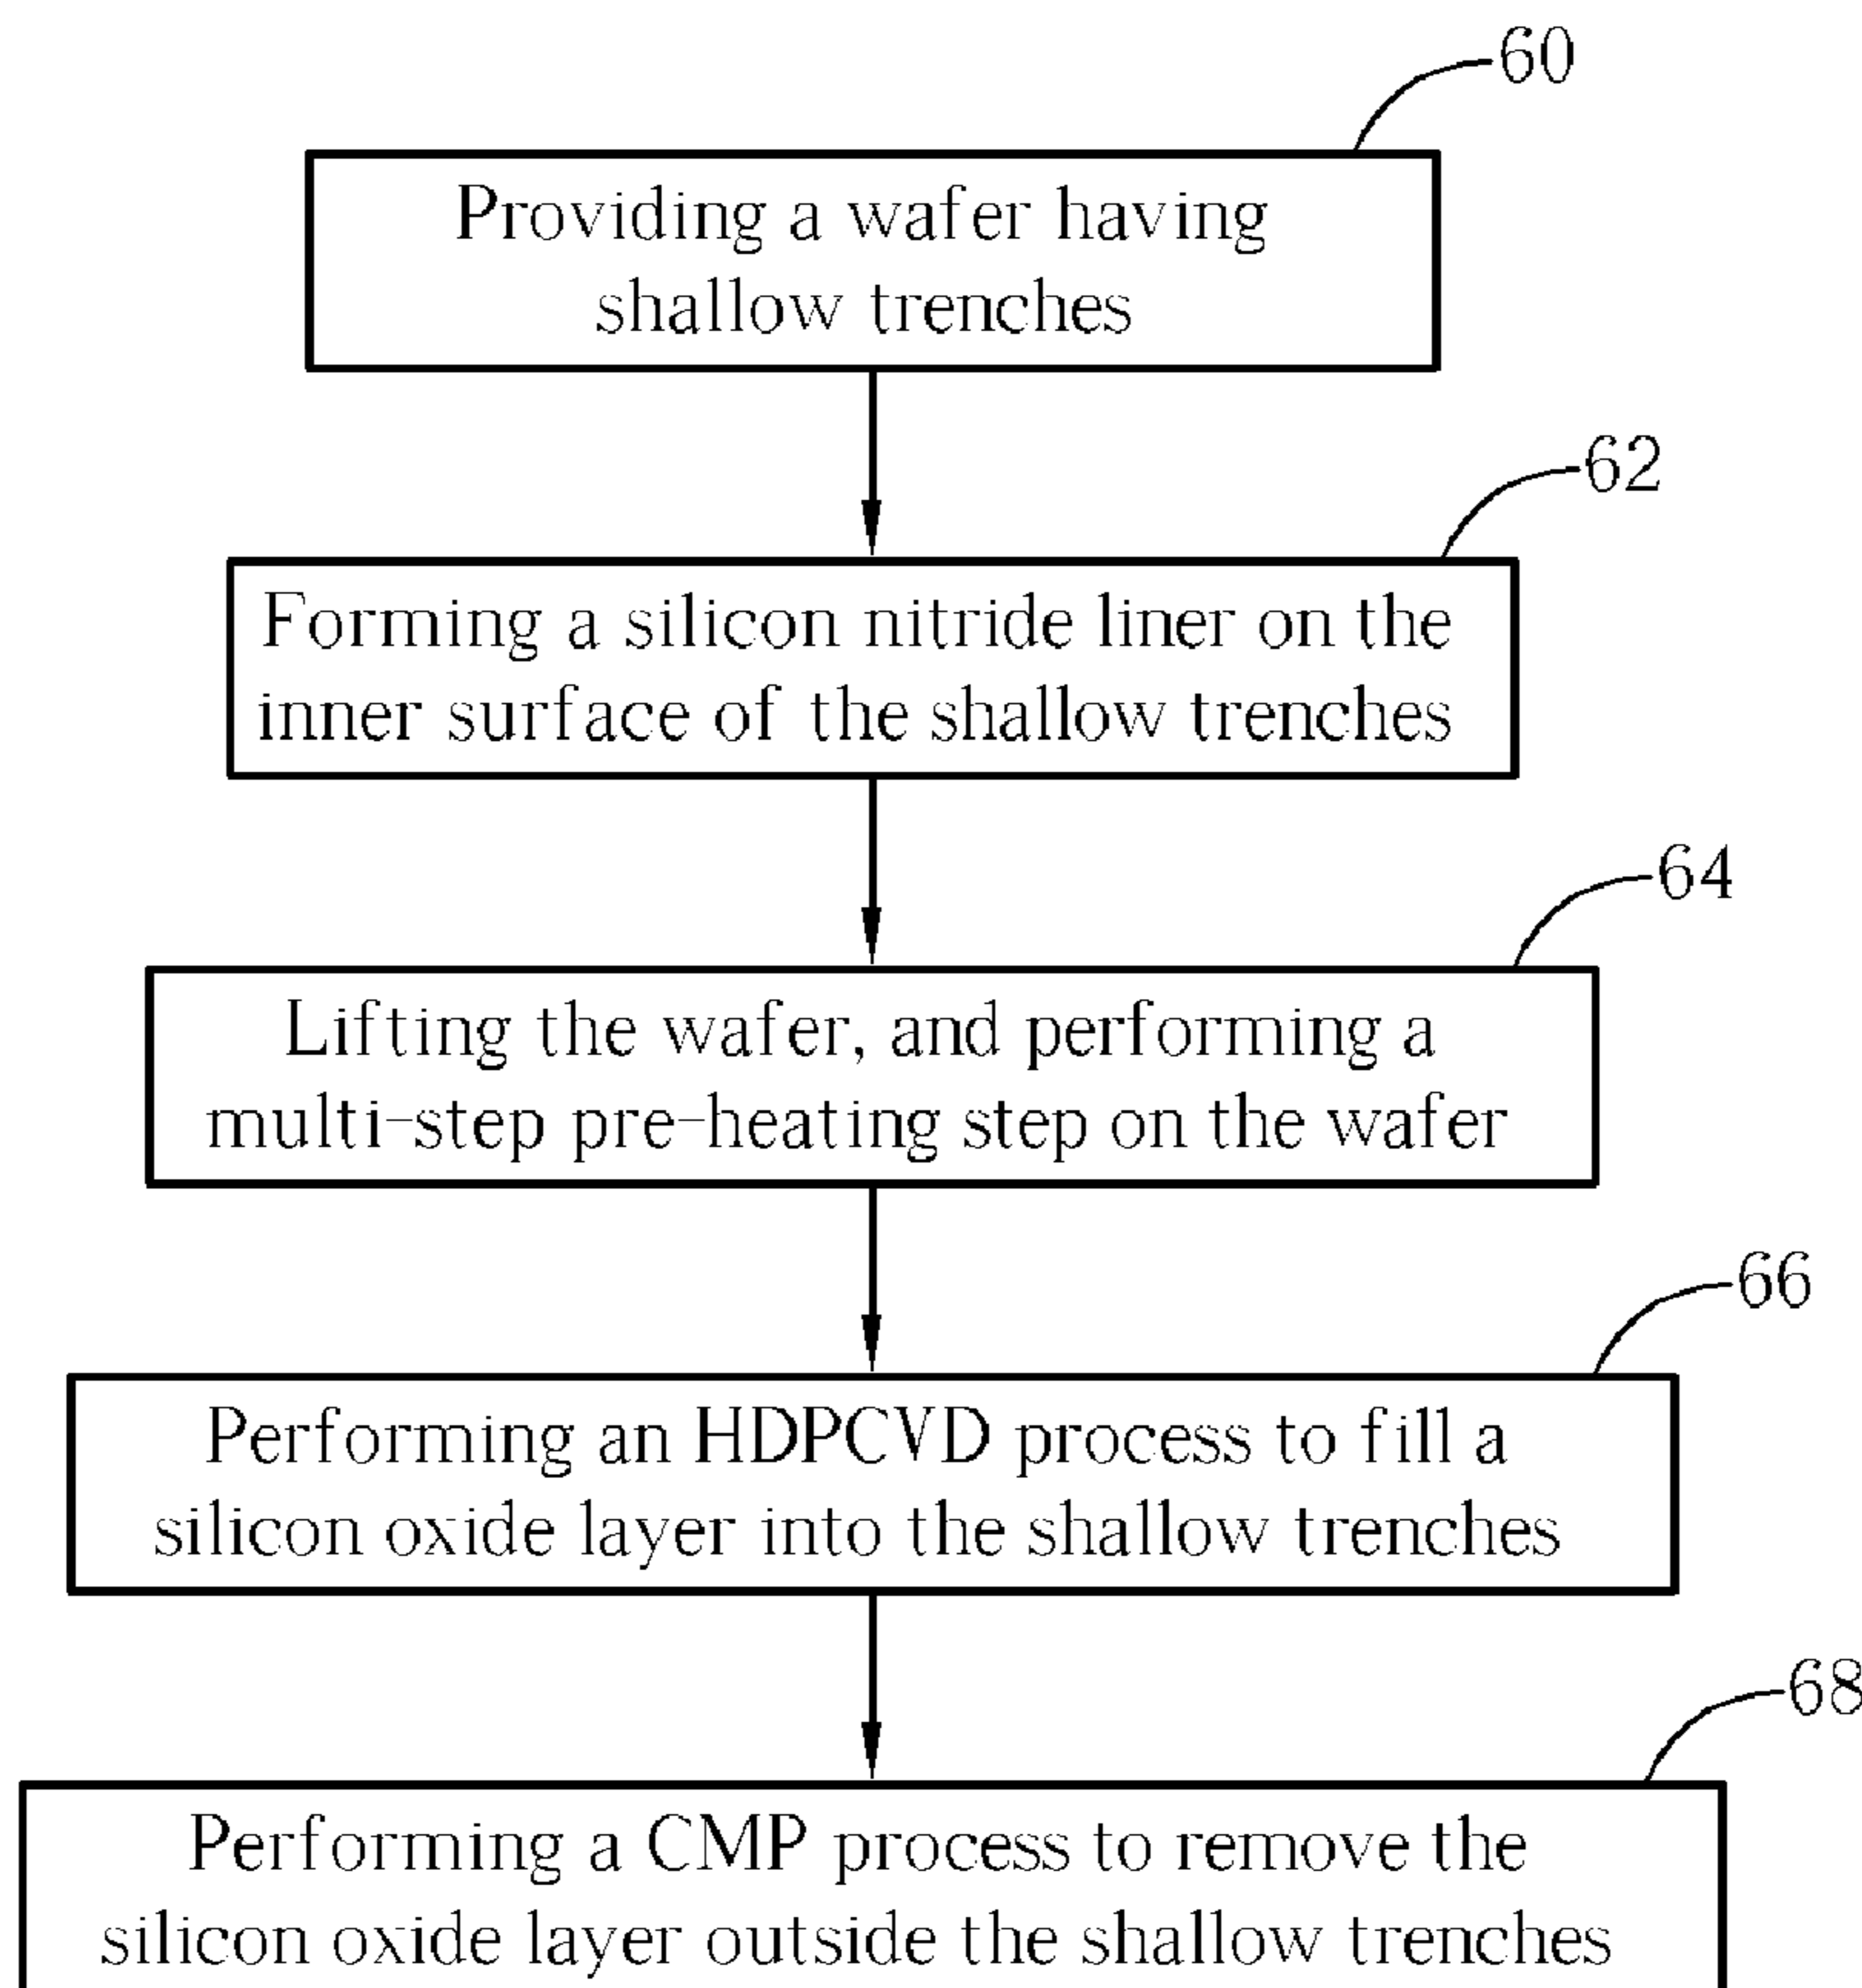 60
Providing a wafer having
shallow trenches
62
Forming a silicon nitride liner on the
inner surface of the shallow trenches
64
Lifting the wafer, and performing a
multi-step pre-heating step on the wafer
66
Performing an HDPCVD process to fill a
silicon oxide layer into the shallow trenches
68
Performing a CMP process to remove the
silicon oxide layer outside the shallow trenches